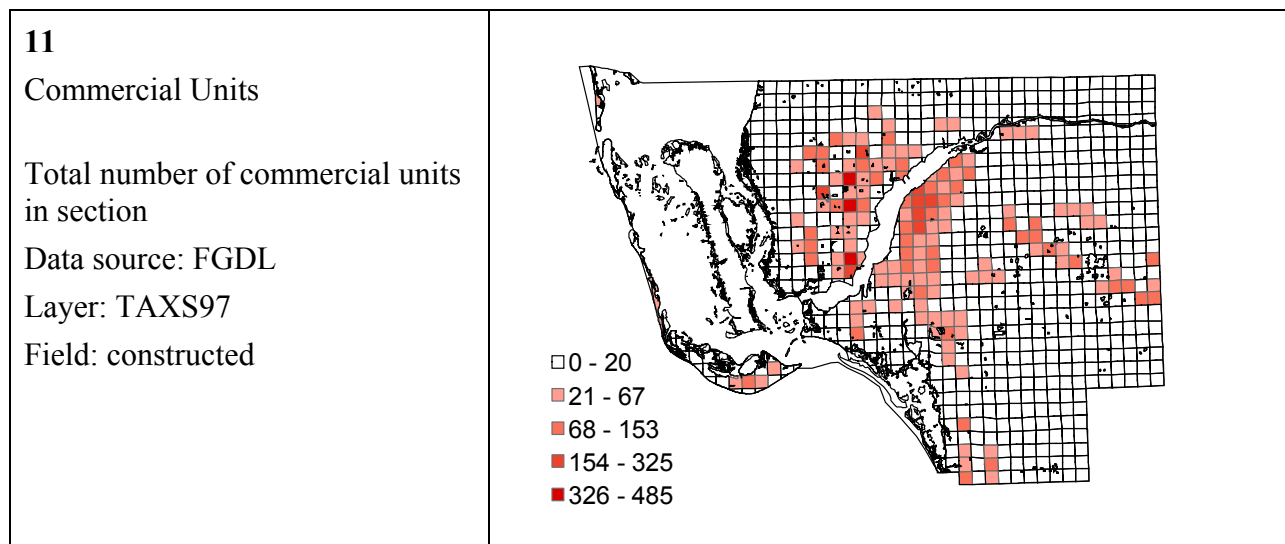 11
Commercial Units
Total number of commercial units
in section
Data source: FGDL
Layer: TAXS97
Field: constructed
0 - 20
21 - 67
68 - 153
154 - 325
326 - 485